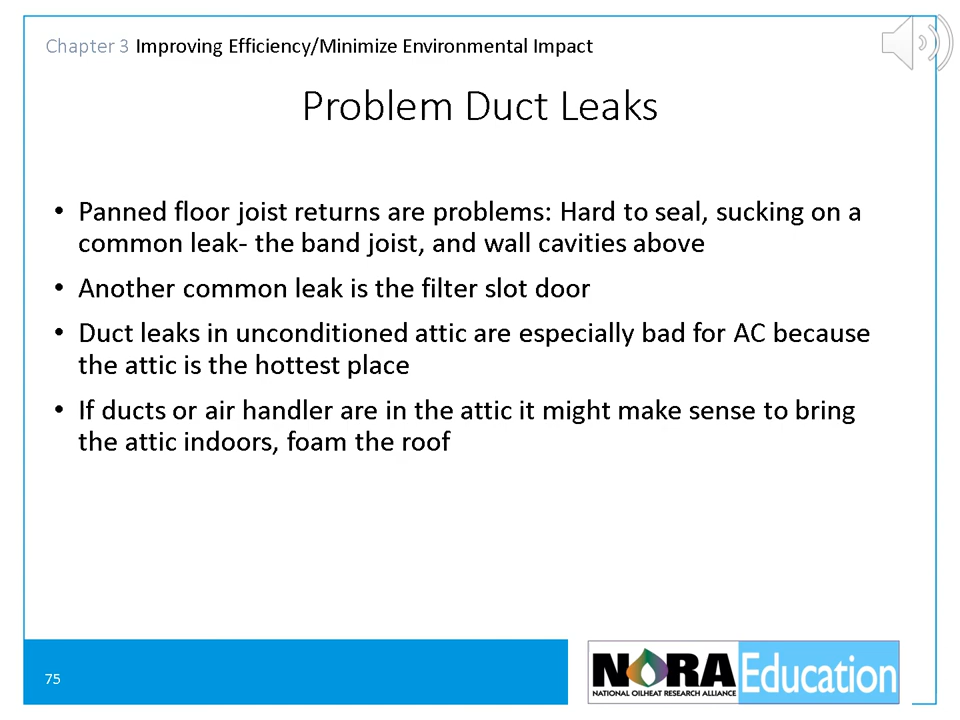 Chapter 3 Improving Efficiency/Minimize Environmental Impact
Problem Duct Leaks
• Panned floor joist returns are problems: Hard to seal, sucking on a
common leak- the band joist, and wall cavities above
• Another common leak is the filter slot door
• Duct leaks in unconditioned attic are especially bad for AC because
the attic is the hottest place
• If ducts or air handler are in the attic it might make sense to bring
the attic indoors, foam the roof
75
NORA Education
NATIONAL OILHEAT RESEARCH ALLIANCE